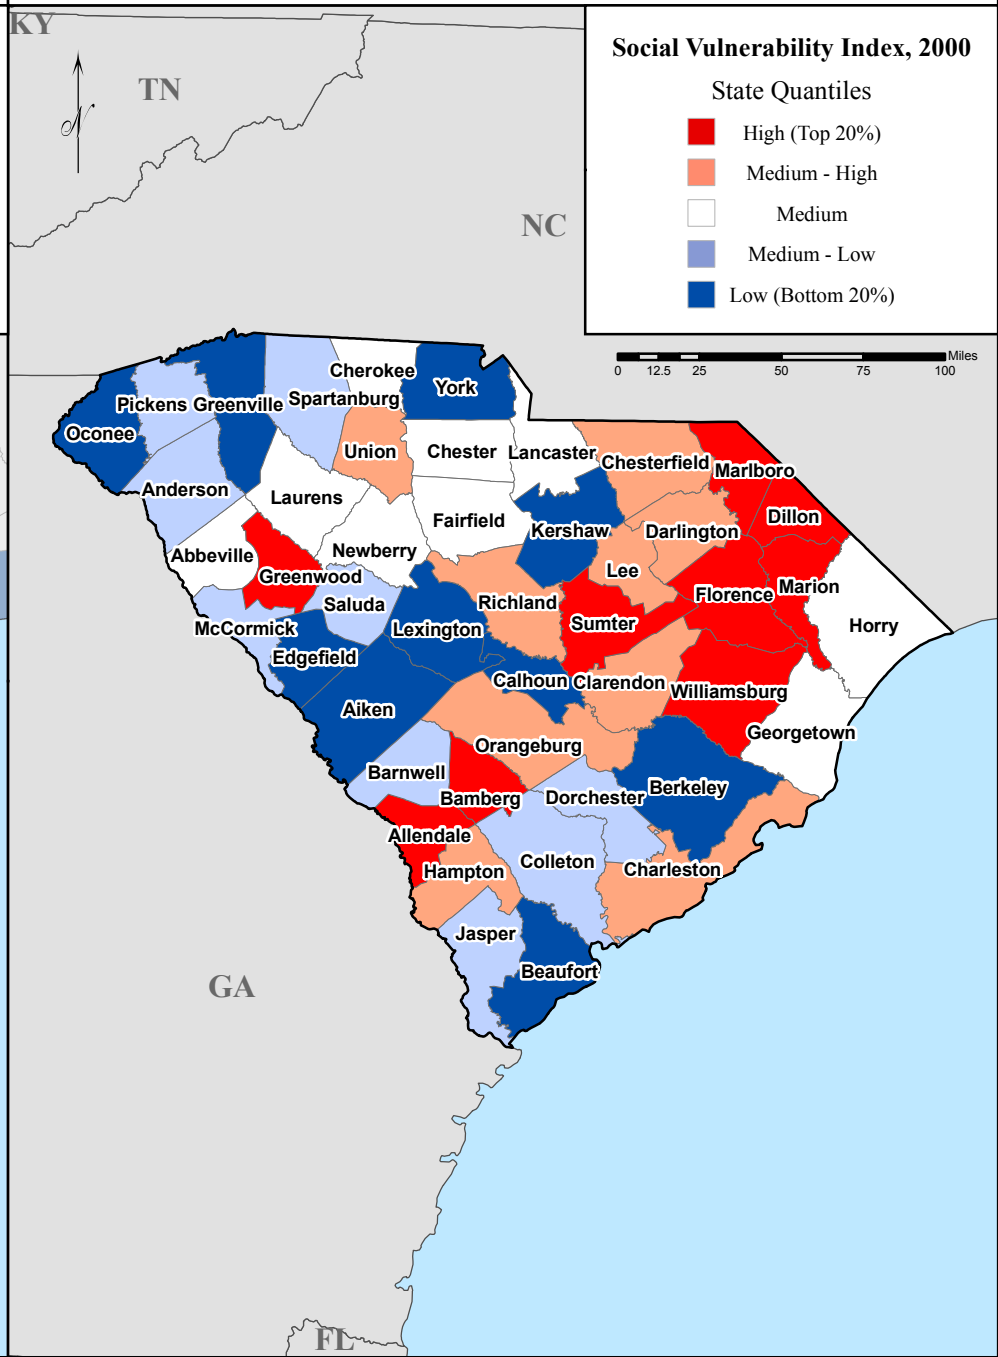 KY
TN
N
NC
Social Vulnerability Index, 2000
State Quantiles
High (Top 20%)
Medium - High
Medium
Medium - Low
Low (Bottom 20%)
Miles
0 12.5 25 50 75 100
Cherokee
York
Pickens
Greenville
Spartanburg
Oconee
Union
Chester
Lancaster
Chesterfield
Marlboro
Anderson
Laurens
Fairfield
Kershaw
Darlington
Dillon
Abbeville
Newberry
Greenwood
Lee
Marion
Saluda
Richland
Florence
McCormick
Lexington
Sumter
Horry
Edgefield
Calhoun
Clarendon
Williamsburg
Aiken
Georgetown
Orangeburg
Barnwell
Bamberg
Dorchester
Berkeley
Allendale
Hampton
Colleton
Charleston
Jasper
Beaufort
GA
FL